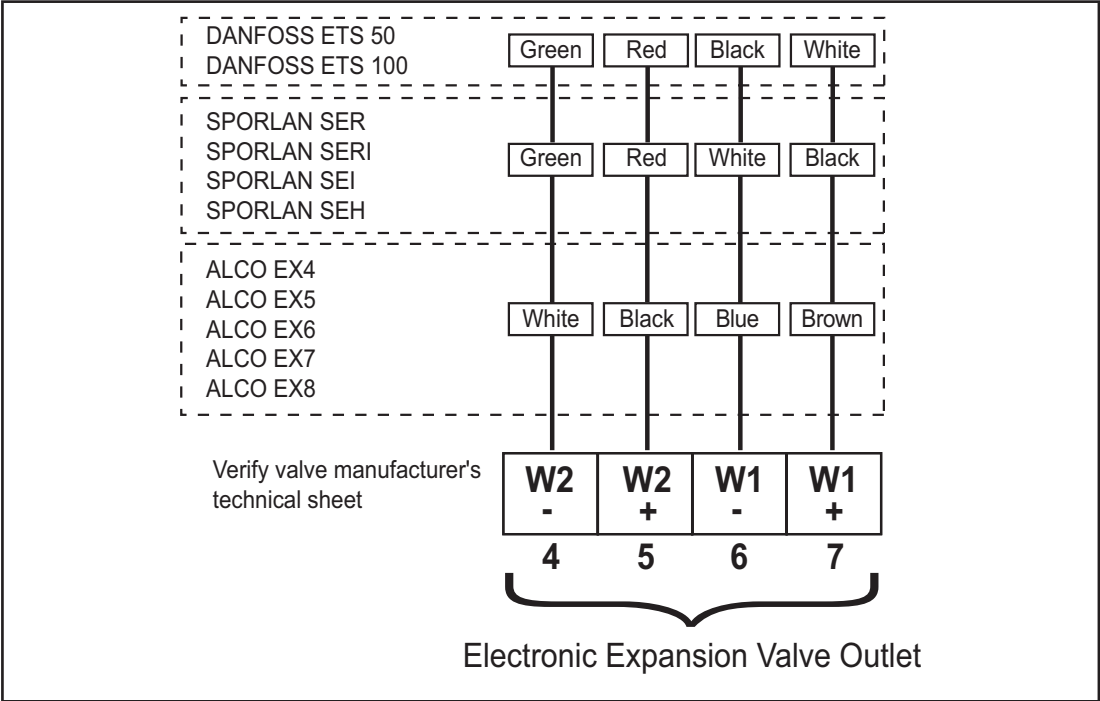 DANFOSS ETS 50
DANFOSS ETS 100
Green Red Black White
SPORLAN SER
SPORLAN SERI
SPORLAN SEI
SPORLAN SEH
Green Red White Black
ALCO EX4
ALCO EX5
ALCO EX6
ALCO EX7
ALCO EX8
White Black Blue Brown
Verify valve manufacturer's
technical sheet
W2 W2 W1 W1
- + - +
4 5 6 7
Electronic Expansion Valve Outlet